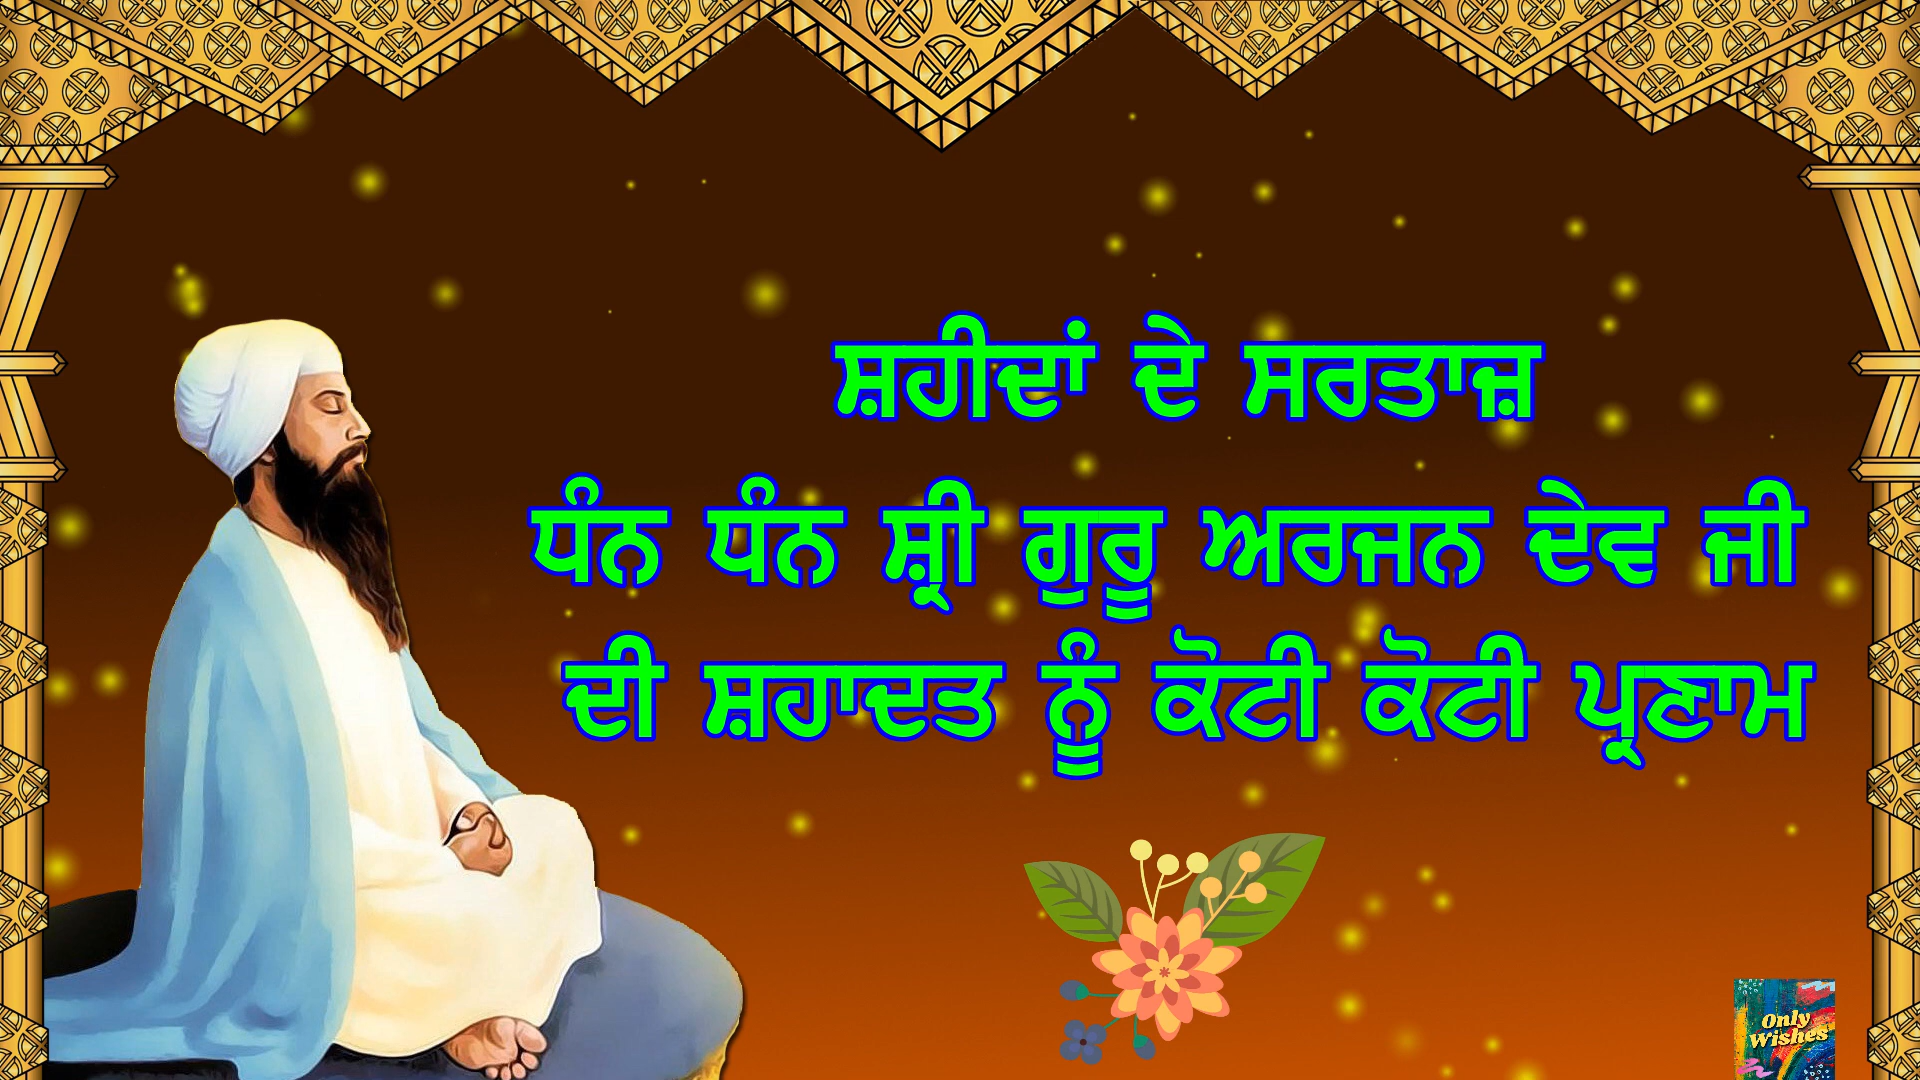 ਸ਼ਹੀਦਾਂ ਦੇ ਸਰਤਾਜ਼
ਧੰਨ ਧੰਨ ਸ਼੍ਰੀ ਗੁਰੂ ਅਰਜਨ ਦੇਵ ਜੀ
ਦੀ ਸ਼ਹਾਦਤ ਨੂੰ ਕੋਟੀ ਕੋਟੀ ਪ੍ਰਣਾਮ
Only
Wishes